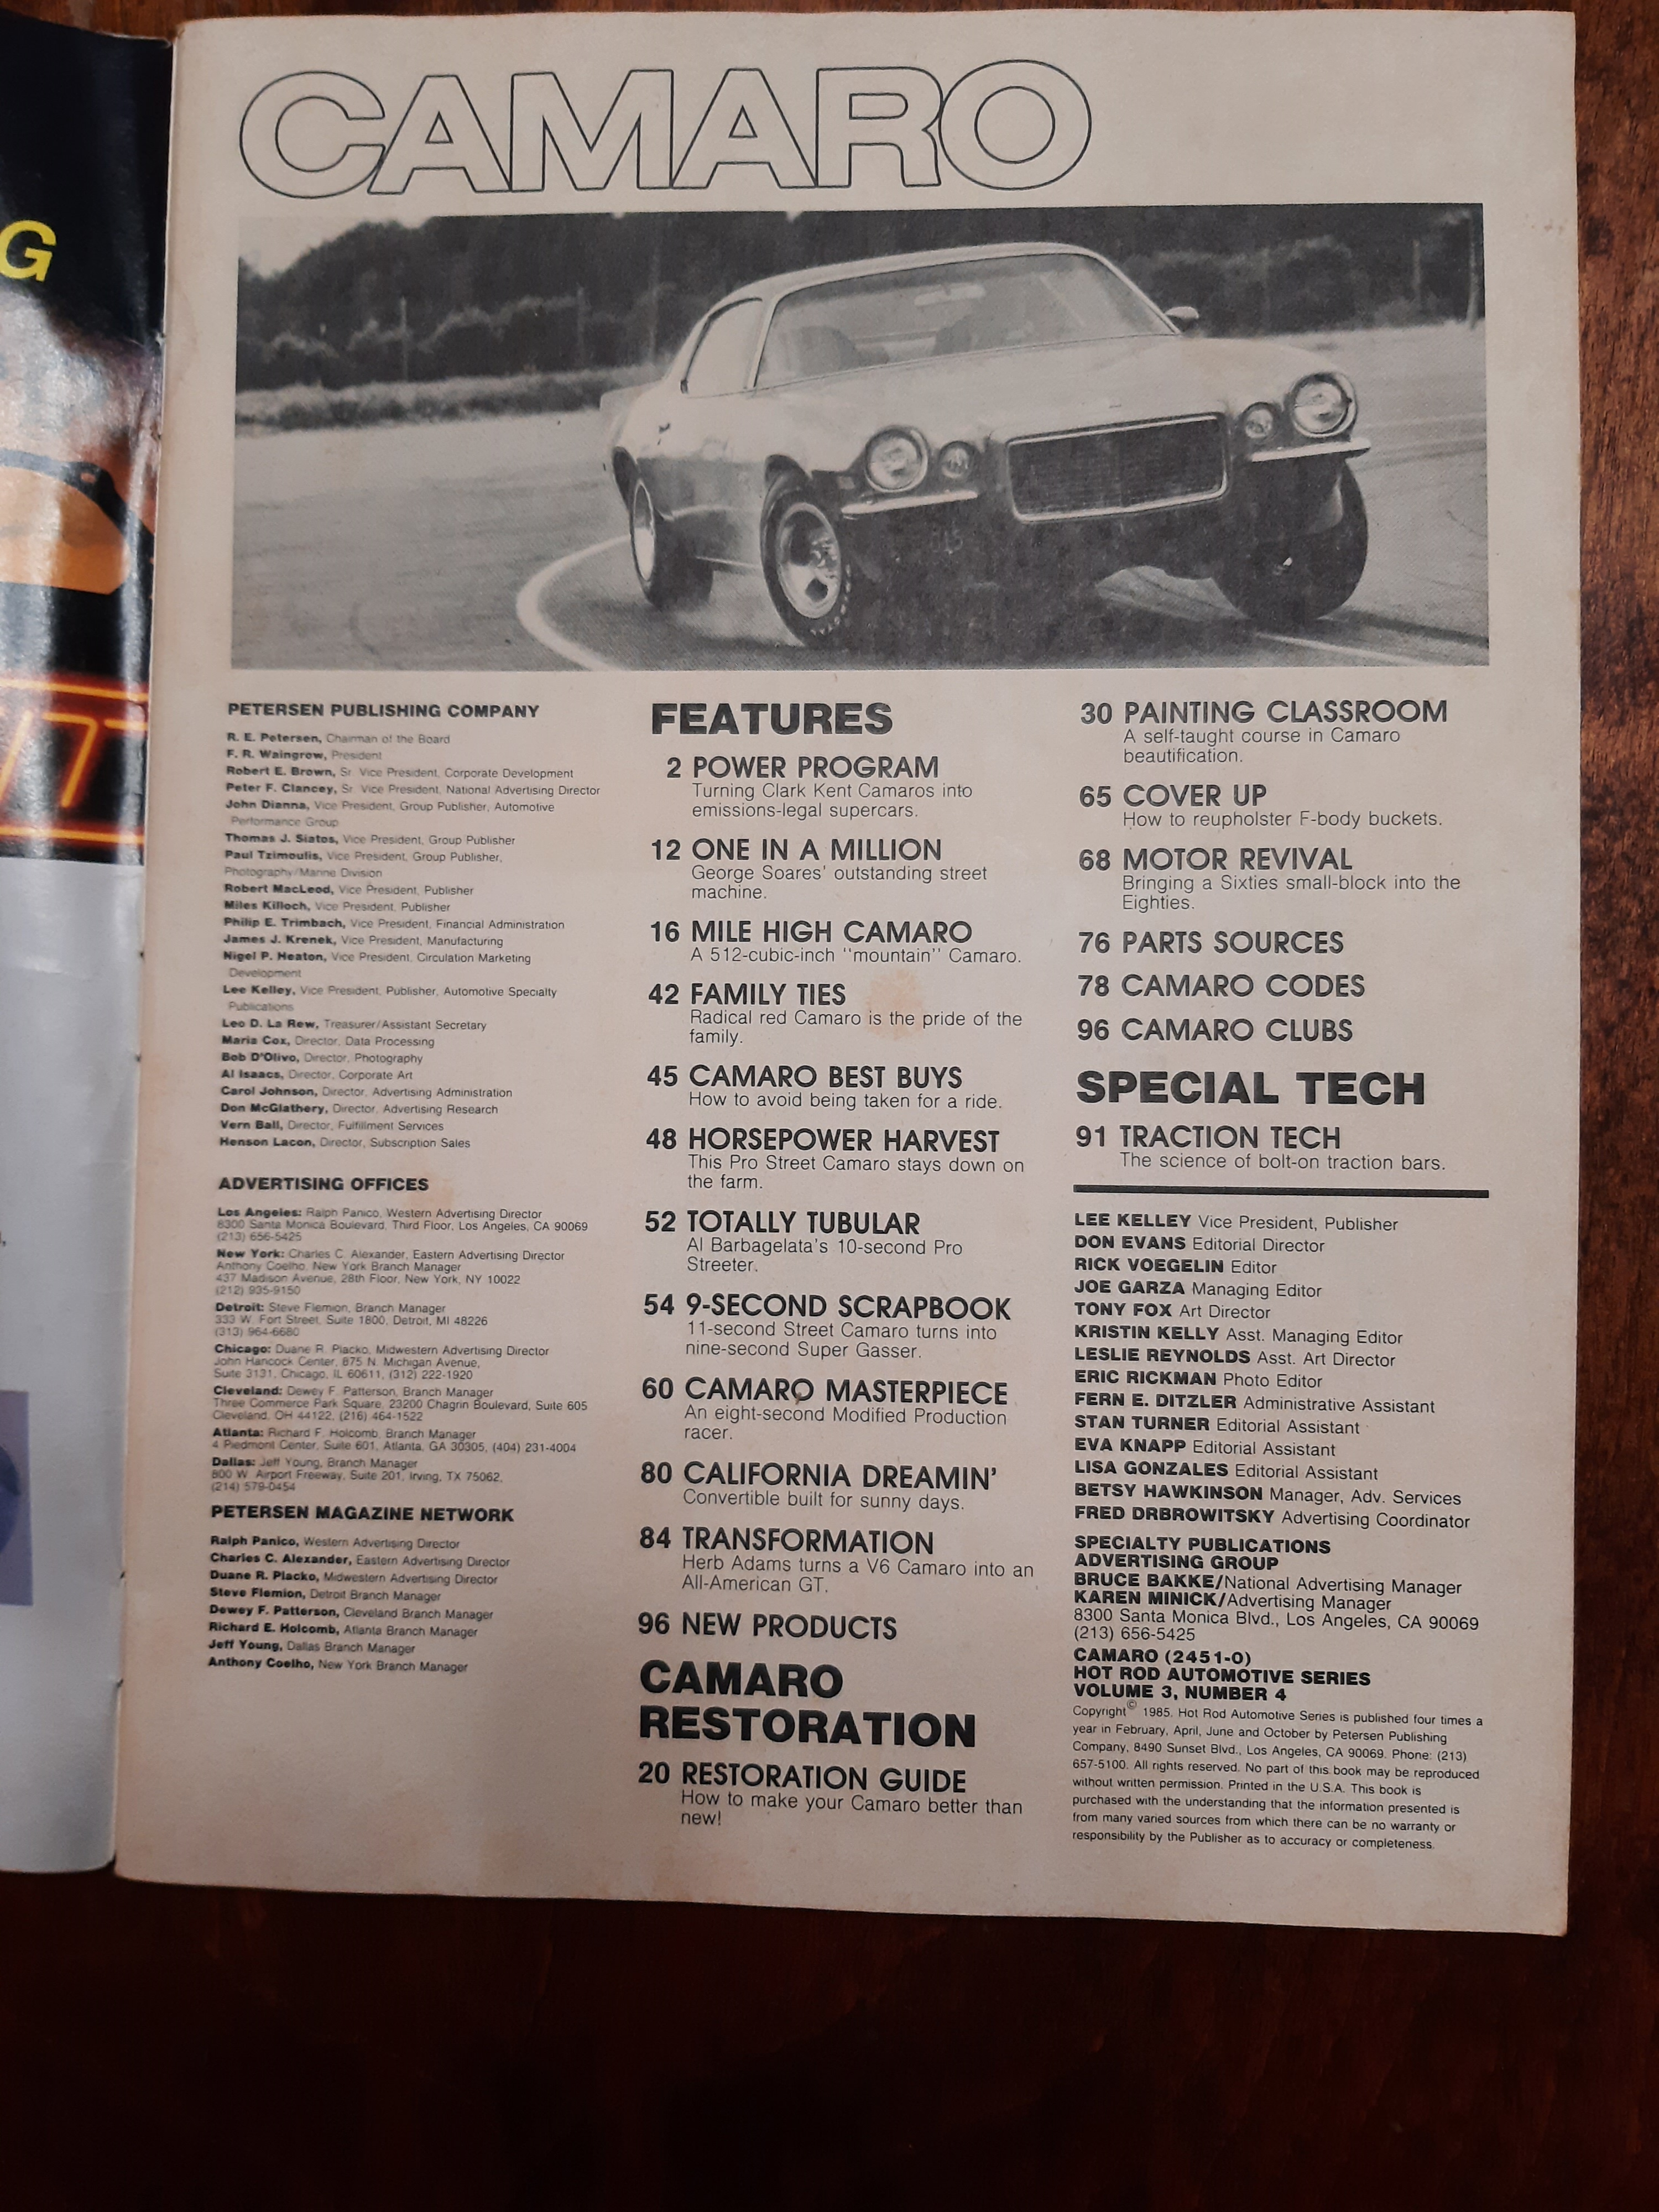 G
CAMARO
PETERSEN PUBLISHING COMPANY
R. E. Petersen, Chairman of the Board
F. R. Waingrow, President
Robert E. Brown, Sr. Vice President, Corporate Development
Peter F. Clancey, Sr. Vice President, National Advertising Director
John Dianna, Vice President, Group Publisher, Automotive
Performance Group
Thomas J. Siatos, Vice President, Group Publisher
Paul Tzimoulis, Vice President, Group Publisher,
Photography/Marine Division
Robert MacLeod, Vice President, Publisher
Miles Killoch, Vice President, Publisher
Philip E. Trimbach, Vice President, Financial Administration
James J. Krenek, Vice President, Manufacturing
Nigel P. Heaton, Vice President, Circulation Marketing
Development
Lee Kelley, Vice President, Publisher, Automotive Specialty
Publications
Leo D. La Rew, Treasurer/Assistant Secretary
Maria Cox, Director, Data Processing
Bob D'Olivo, Director, Photography
Al Isaacs, Director, Corporate Art
Carol Johnson, Director, Advertising Administration
Don McGlathery, Director, Advertising Research
Vern Ball, Director, Fulfillment Services
Henson Lacon, Director, Subscription Sales
ADVERTISING OFFICES
Los Angeles: Ralph Panico, Western Advertising Director
8300 Santa Monica Boulevard, Third Floor, Los Angeles, CA 90069
(213) 656-5425
New York: Charles C. Alexander, Eastern Advertising Director
Anthony Coelho, New York Branch Manager
437 Madison Avenue, 28th Floor, New York, NY 10022
(212) 935-9150
Detroit: Steve Flemion, Branch Manager
333 W. Fort Street, Suite 1800, Detroit, MI 48226
(313) 964-6680
Chicago: Duane R. Placko, Midwestern Advertising Director
John Hancock Center, 875 N. Michigan Avenue,
Suite 3131, Chicago, IL 60611, (312) 222-1920
Cleveland: Dewey F. Patterson, Branch Manager
Three Commerce Park Square, 23200 Chagrin Boulevard, Suite 605
Cleveland, OH 44122, (216) 464-1522
Atlanta: Richard F. Holcomb, Branch Manager
4 Piedmont Center, Suite 601, Atlanta, GA 30305, (404) 231-4004
Dallas: Jeff Young, Branch Manager
800 W. Airport Freeway, Suite 201, Irving, TX 75062,
(214) 579-0454
PETERSEN MAGAZINE NETWORK
Ralph Panico, Western Advertising Director
Charles C. Alexander, Eastern Advertising Director
Duane R. Placko, Midwestern Advertising Director
Steve Flemion, Detroit Branch Manager
Dewey F. Patterson, Cleveland Branch Manager
Richard E. Holcomb, Atlanta Branch Manager
Jeff Young, Dallas Branch Manager
Anthony Coelho, New York Branch Manager
FEATURES
2 POWER PROGRAM
Turning Clark Kent Camaros into
emissions-legal supercars.
12 ONE IN A MILLION
George Soares' outstanding street
machine.
16 MILE HIGH CAMARO
A 512-cubic-inch "mountain" Camaro.
42 FAMILY TIES
Radical red Camaro is the pride of the
family.
45 CAMARO BEST BUYS
How to avoid being taken for a ride.
48 HORSEPOWER HARVEST
This Pro Street Camaro stays down on
the farm.
52 TOTALLY TUBULAR
Al Barbagelata's 10-second Pro
Streeter.
54 9-SECOND SCRAPBOOK
11-second Street Camaro turns into
nine-second Super Gasser.
60 CAMARO MASTERPIECE
An eight-second Modified Production
racer.
80 CALIFORNIA DREAMIN'
Convertible built for sunny days.
84 TRANSFORMATION
Herb Adams turns a V6 Camaro into an
All-American GT.
96 NEW PRODUCTS
CAMARO
RESTORATION
20 RESTORATION GUIDE
How to make your Camaro better than
new!
30 PAINTING CLASSROOM
A self-taught course in Camaro
beautification.
65 COVER UP
How to reupholster F-body buckets.
68 MOTOR REVIVAL
Bringing a Sixties small-block into the
Eighties.
76 PARTS SOURCES
78 CAMARO CODES
96 CAMARO CLUBS
SPECIAL TECH
91 TRACTION TECH
The science of bolt-on traction bars.
LEE KELLEY Vice President, Publisher
DON EVANS Editorial Director
RICK VOEGELIN Editor
JOE GARZA Managing Editor
TONY FOX Art Director
KRISTIN KELLY Asst. Managing Editor
LESLIE REYNOLDS Asst. Art Director
ERIC RICKMAN Photo Editor
FERN E. DITZLER Administrative Assistant
STAN TURNER Editorial Assistant
EVA KNAPP Editorial Assistant
LISA GONZALES Editorial Assistant
BETSY HAWKINSON Manager, Adv. Services
FRED DRBROWITSKY Advertising Coordinator
SPECIALTY PUBLICATIONS
ADVERTISING GROUP
BRUCE BAKKE/National Advertising Manager
KAREN MINICK/Advertising Manager
8300 Santa Monica Blvd., Los Angeles, CA 90069
(213) 656-5425
CAMARO (2451-0)
HOT ROD AUTOMOTIVE SERIES
VOLUME 3, NUMBER 4
Copyright© 1985. Hot Rod Automotive Series is published four times a
year in February, April, June and October by Petersen Publishing
Company, 8490 Sunset Blvd., Los Angeles, CA 90069. Phone: (213)
657-5100. All rights reserved. No part of this book may be reproduced
without written permission. Printed in the U.S.A. This book is
purchased with the understanding that the information presented is
from many varied sources from which there can be no warranty or
responsibility by the Publisher as to accuracy or completeness.